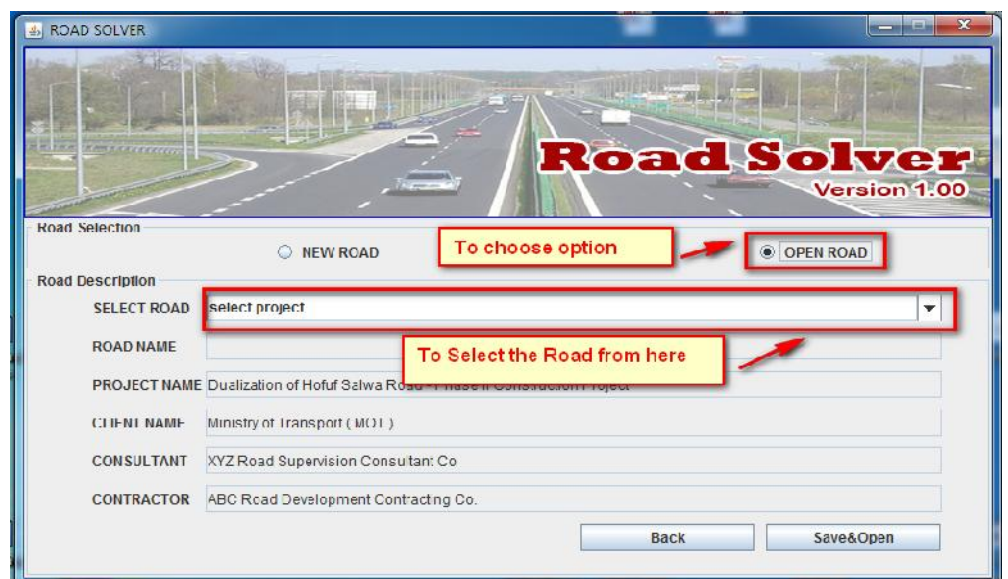 ROAD SOLVER
Road Solver
Version 1.00
Road Selection
NEW ROAD
To choose option
OPEN ROAD
Road Description
SELECT ROAD select project
ROAD NAME
To Select the Road from here
PROJECT NAME Dualization of Hofuf Salwa Road - Phase II Construction Project
CLIENT NAME Ministry of Transport ( MOT )
CONSULTANT XYZ Road Supervision Consultant Co
CONTRACTOR ABC Road Development Contracting Co.
Back Save&Open